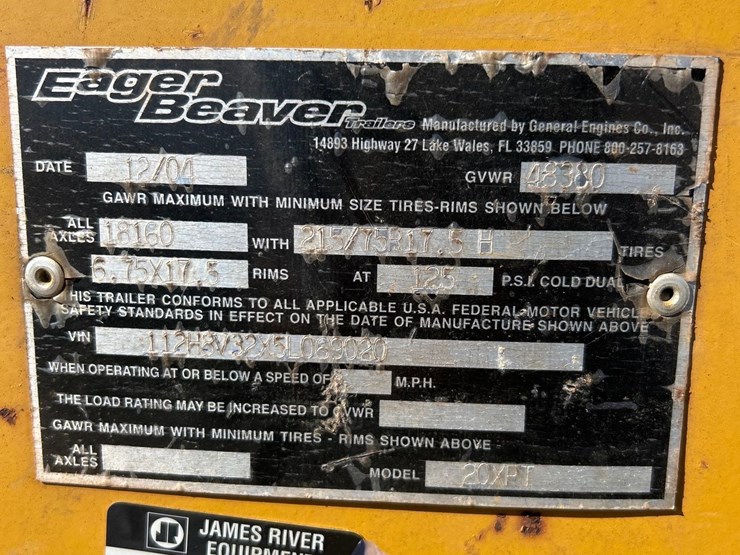 Eager
Beaver Trailers Manufactured by General Engines Co., Inc.
14893 Highway 27 Lake Wales, FL 33859 PHONE 800-257-8163
DATE 12/04 GVWR 48380
GAWR MAXIMUM WITH MINIMUM SIZE TIRES-RIMS SHOWN BELOW
ALL AXLES 18160 WITH 215/75R17.5 H TIRES
6.75X17.5 RIMS AT 125 P.S.I. COLD DUAL
THIS TRAILER CONFORMS TO ALL APPLICABLE U.S.A. FEDERAL MOTOR VEHICLE
SAFETY STANDARDS IN EFFECT ON THE DATE OF MANUFACTURE SHOWN ABOVE
VIN
WHEN OPERATING AT OR BELOW A SPEED OF M.P.H.
THE LOAD RATING MAY BE INCREASED TO GVWR
GAWR MAXIMUM WITH MINIMUM TIRES - RIMS SHOWN ABOVE
ALL AXLES MODEL 20XPT
JAMES RIVER
EQUIPMENT